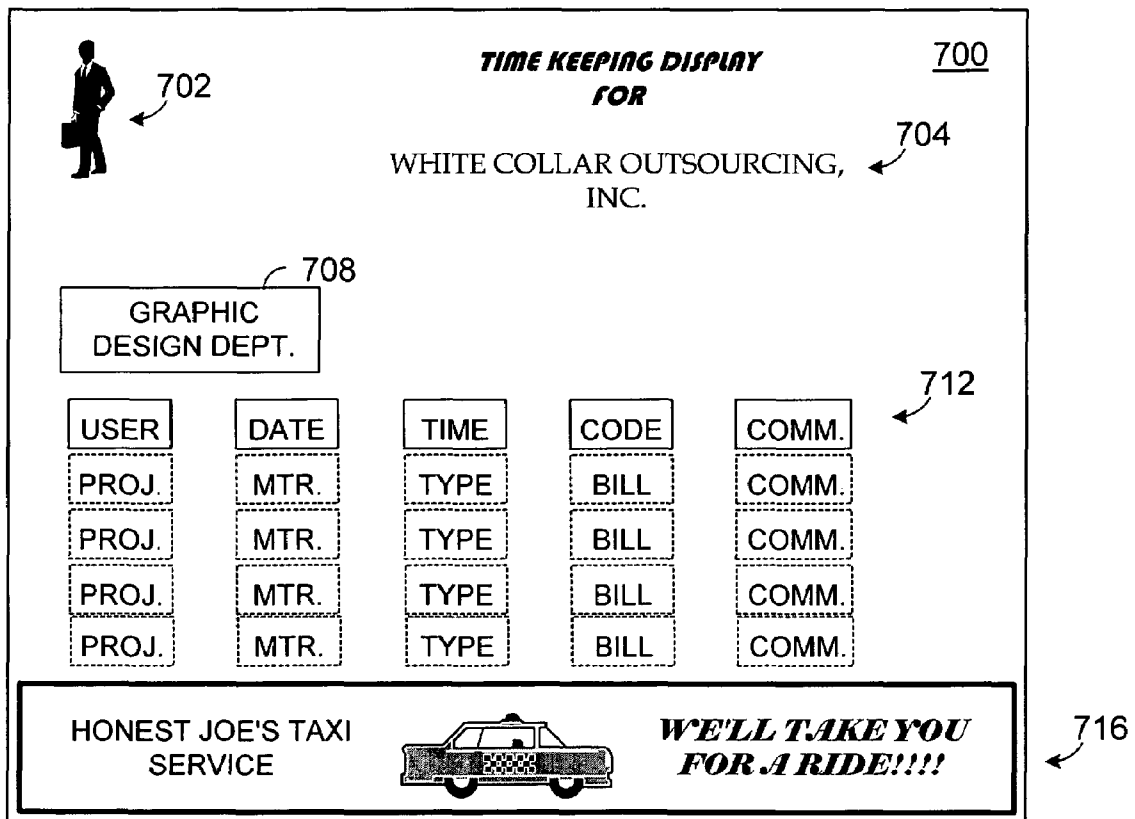 TIME KEEPING DISPLAY
FOR
700
702
704
WHITE COLLAR OUTSOURCING,
INC.
708
GRAPHIC
DESIGN DEPT.
712
USER DATE TIME CODE COMM.
PROJ. MTR. TYPE BILL COMM.
PROJ. MTR. TYPE BILL COMM.
PROJ. MTR. TYPE BILL COMM.
PROJ. MTR. TYPE BILL COMM.
HONEST JOE'S TAXI
SERVICE
WE'LL TAKE YOU
FOR A RIDE!!!!
716